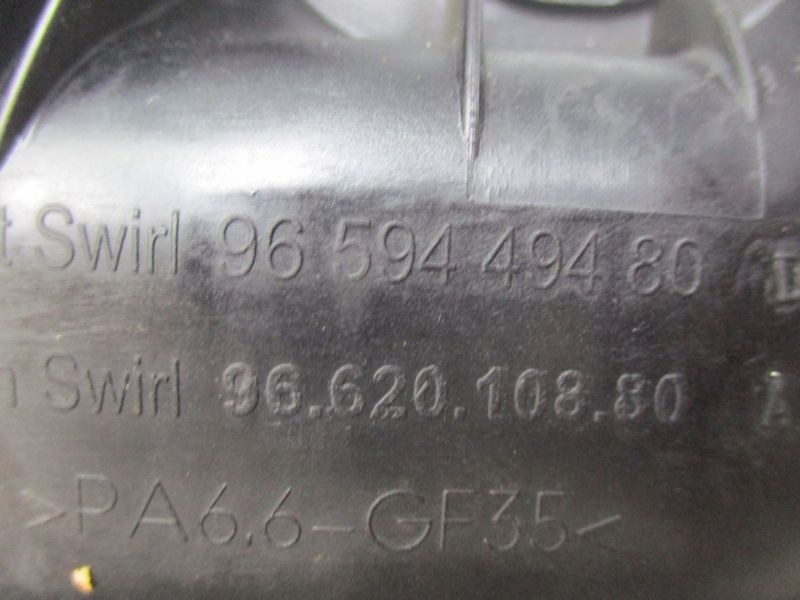 t Swirl 96 594 494 80
n Swirl 96.620.108.80 A
>PA6.6-GF35<